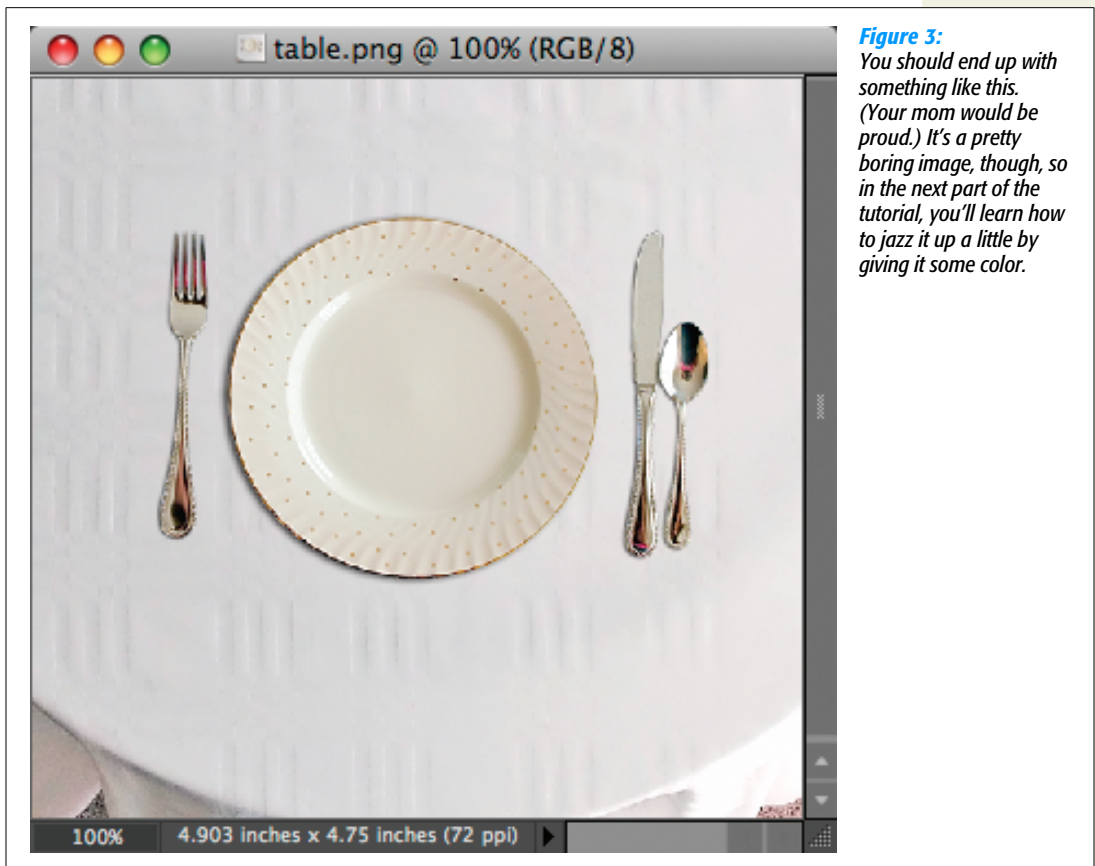 table.png @ 100% (RGB/8)
Figure 3:
You should end up with
something like this.
(Your mom would be
proud.) It's a pretty
boring image, though, so
in the next part of the
tutorial, you'll learn how
to jazz it up a little by
giving it some color.
100%
4.903 inches x 4.75 inches (72 ppi)